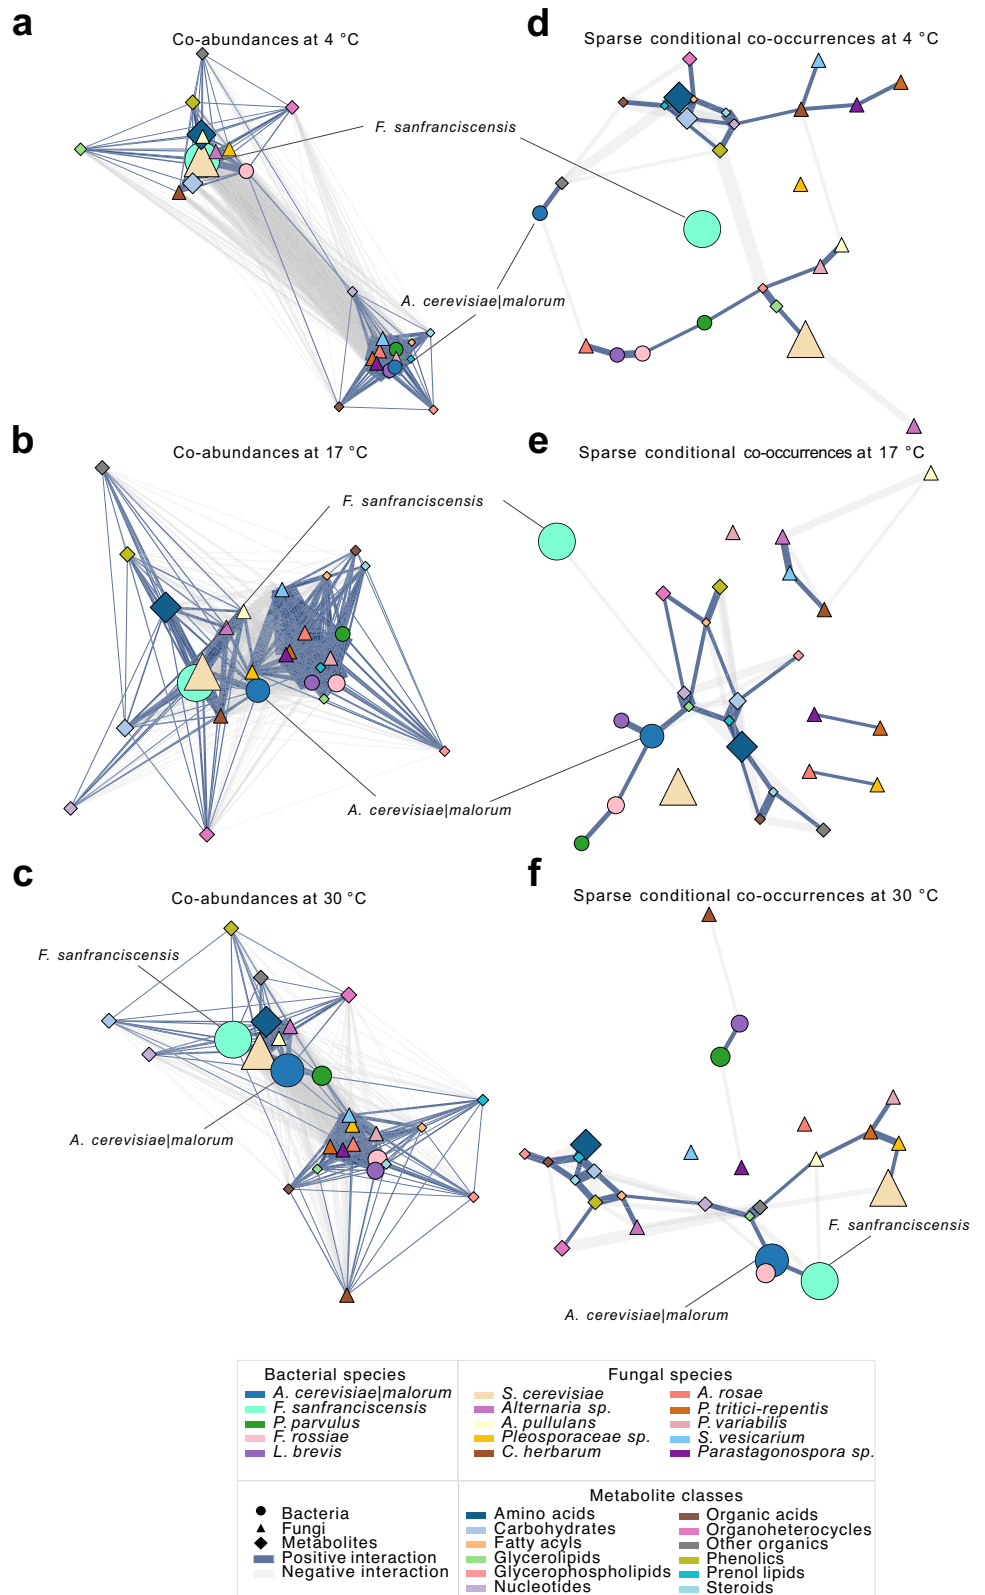 a
Co-abundances at 4 °C
d
Sparse conditional co-occurrences at 4 °C
F. sanfranciscensis
A. cerevisiae|malorum
b
Co-abundances at 17 °C
e
Sparse conditional co-occurrences at 17 °C
F. sanfranciscensis
A. cerevisiae|malorum
c
Co-abundances at 30 °C
f
Sparse conditional co-occurrences at 30 °C
F. sanfranciscensis
A. cerevisiae|malorum
F. sanfranciscensis
A. cerevisiae|malorum
Bacterial species
A. cerevisiae|malorum
F. sanfranciscensis
P. parvulus
F. rossiae
L. brevis
Fungal species
S. cerevisiae
Alternaria sp.
A. pullulans
Pleosporaceae sp.
C. herbarum
A. rosae
P. tritici-repentis
P. variabilis
S. vesicarium
Parastagonospora sp.
Bacteria
Fungi
Metabolites
Positive interaction
Negative interaction
Metabolite classes
Amino acids
Carbohydrates
Fatty acyls
Glycerolipids
Glycerophospholipids
Nucleotides
Organic acids
Organoheterocycles
Other organics
Phenolics
Prenol lipids
Steroids